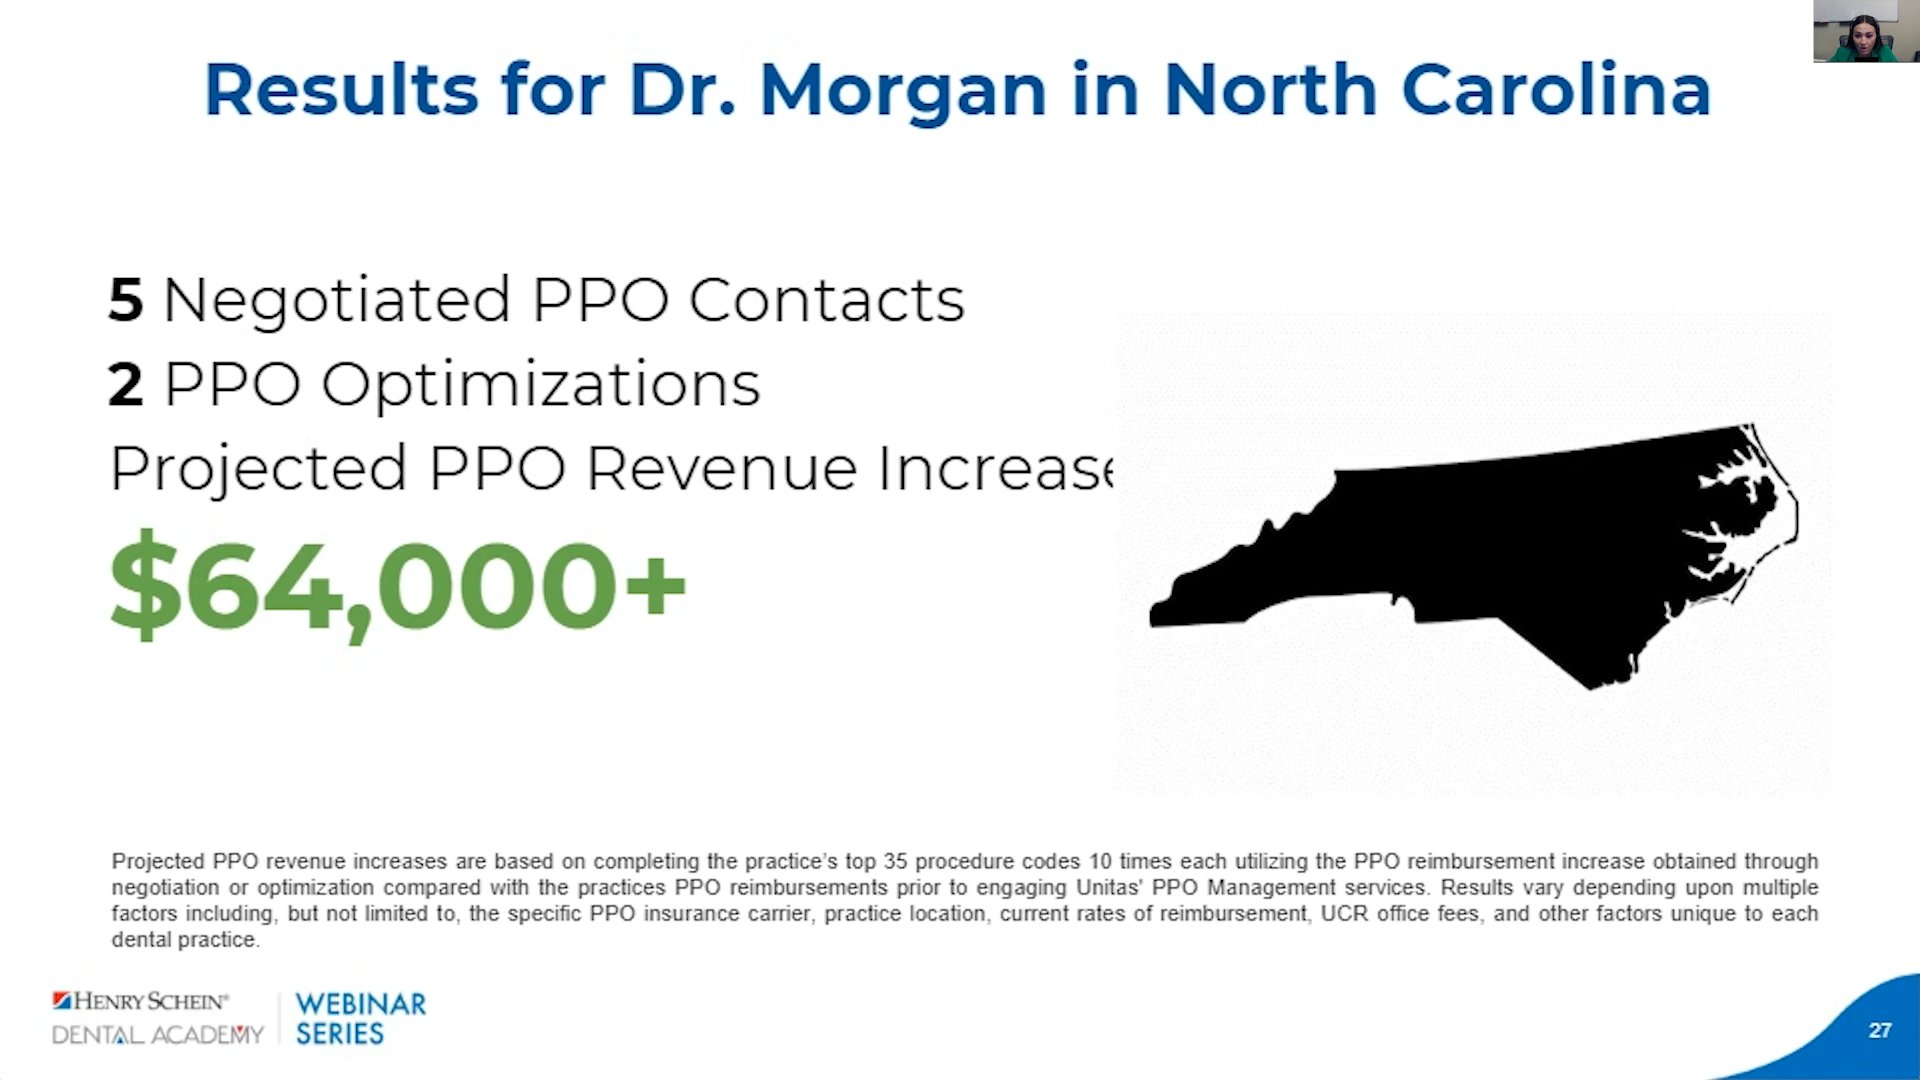 Results for Dr. Morgan in North Carolina
5 Negotiated PPO Contacts
2 PPO Optimizations
Projected PPO Revenue Increase
$64,000+
Projected PPO revenue increases are based on completing the practice's top 35 procedure codes 10 times each utilizing the PPO reimbursement increase obtained through
negotiation or optimization compared with the practices PPO reimbursements prior to engaging Unitas' PPO Management services. Results vary depending upon multiple
factors including, but not limited to, the specific PPO insurance carrier, practice location, current rates of reimbursement, UCR office fees, and other factors unique to each
dental practice.
HENRY SCHEIN®
DENTAL ACADEMY
WEBINAR
SERIES
27